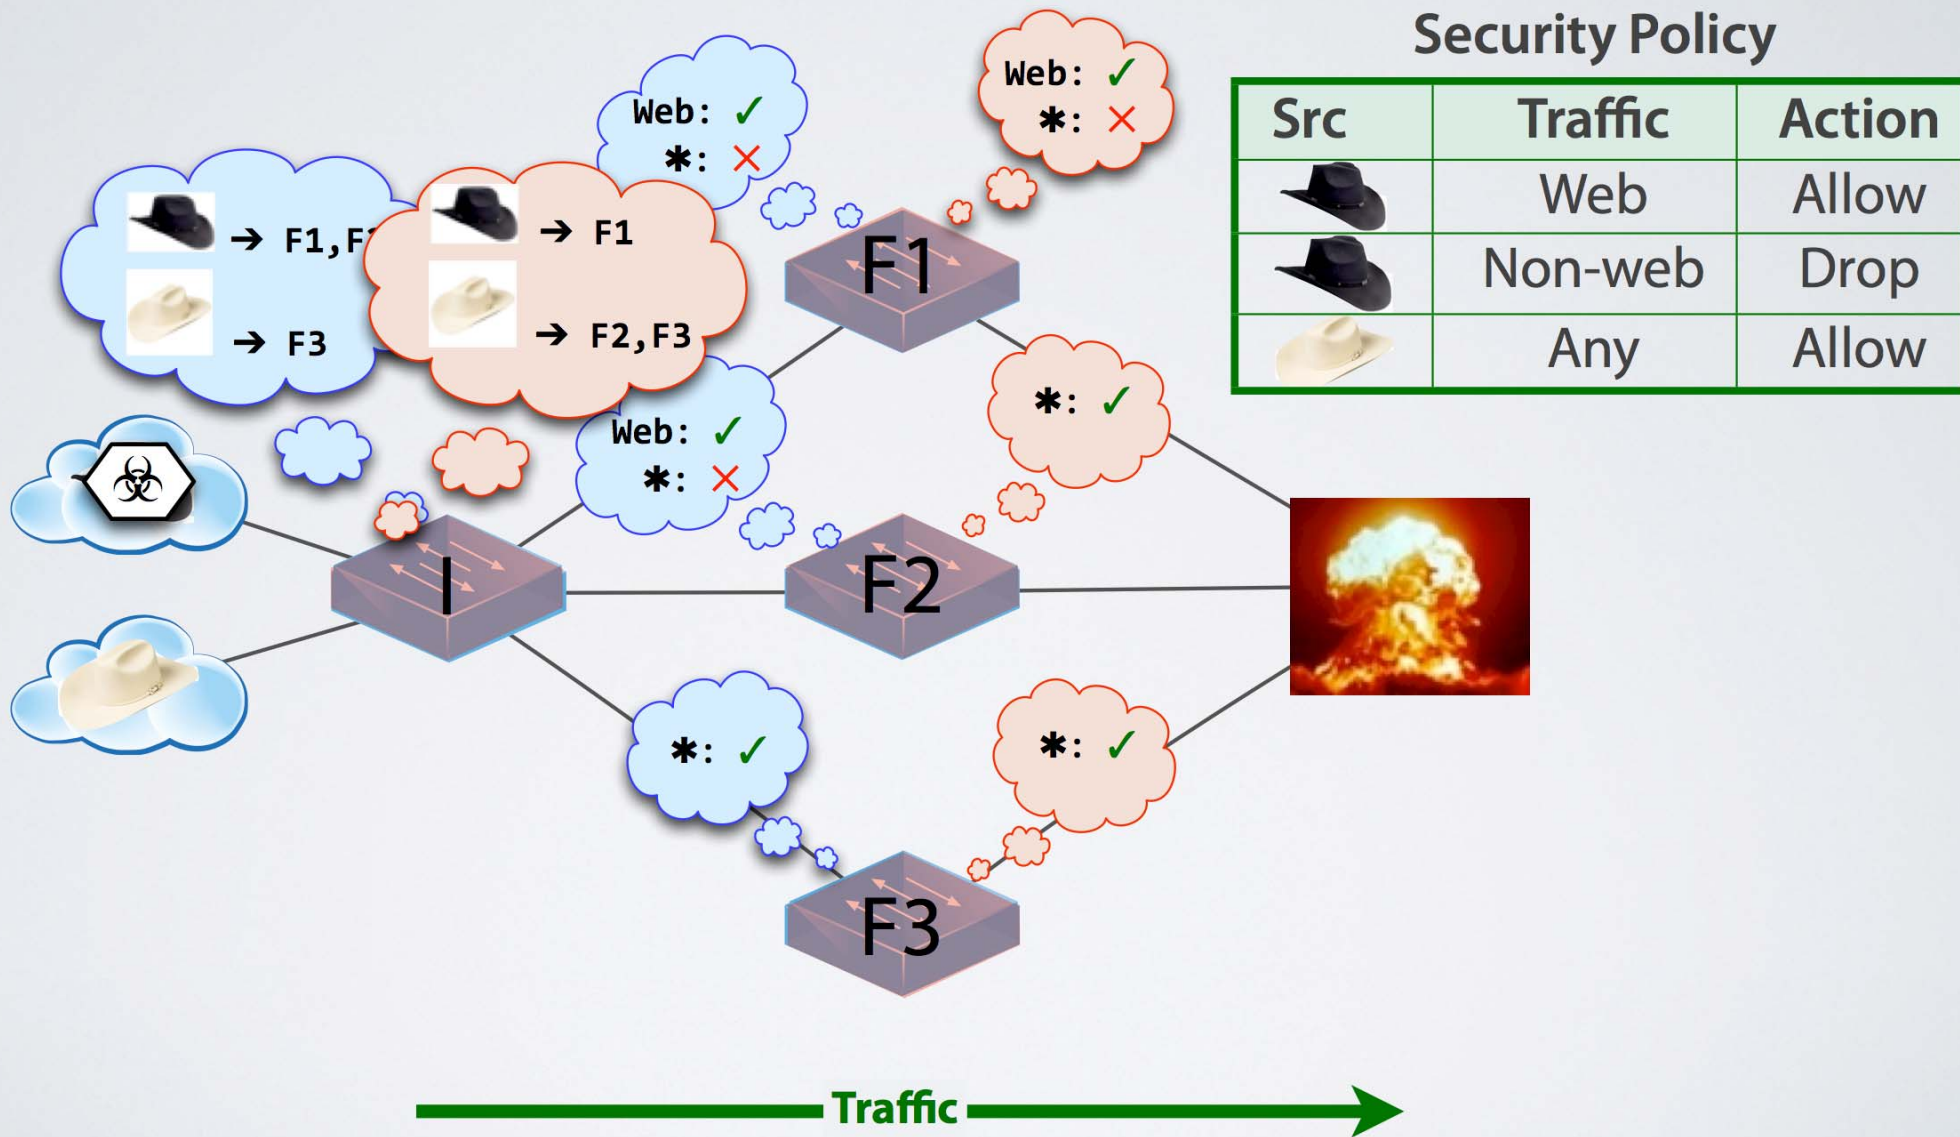 Security Policy
Src Traffic Action
Web Allow
Non-web Drop
Any Allow
Web: ✓
✱: ✕
Web: ✓
✱: ✕
➔ F1,
➔ F3
➔ F1
➔ F2,F3
F1
Web: ✓
✱: ✕
✱: ✓
I
F2
✱: ✓
✱: ✓
F3
Traffic